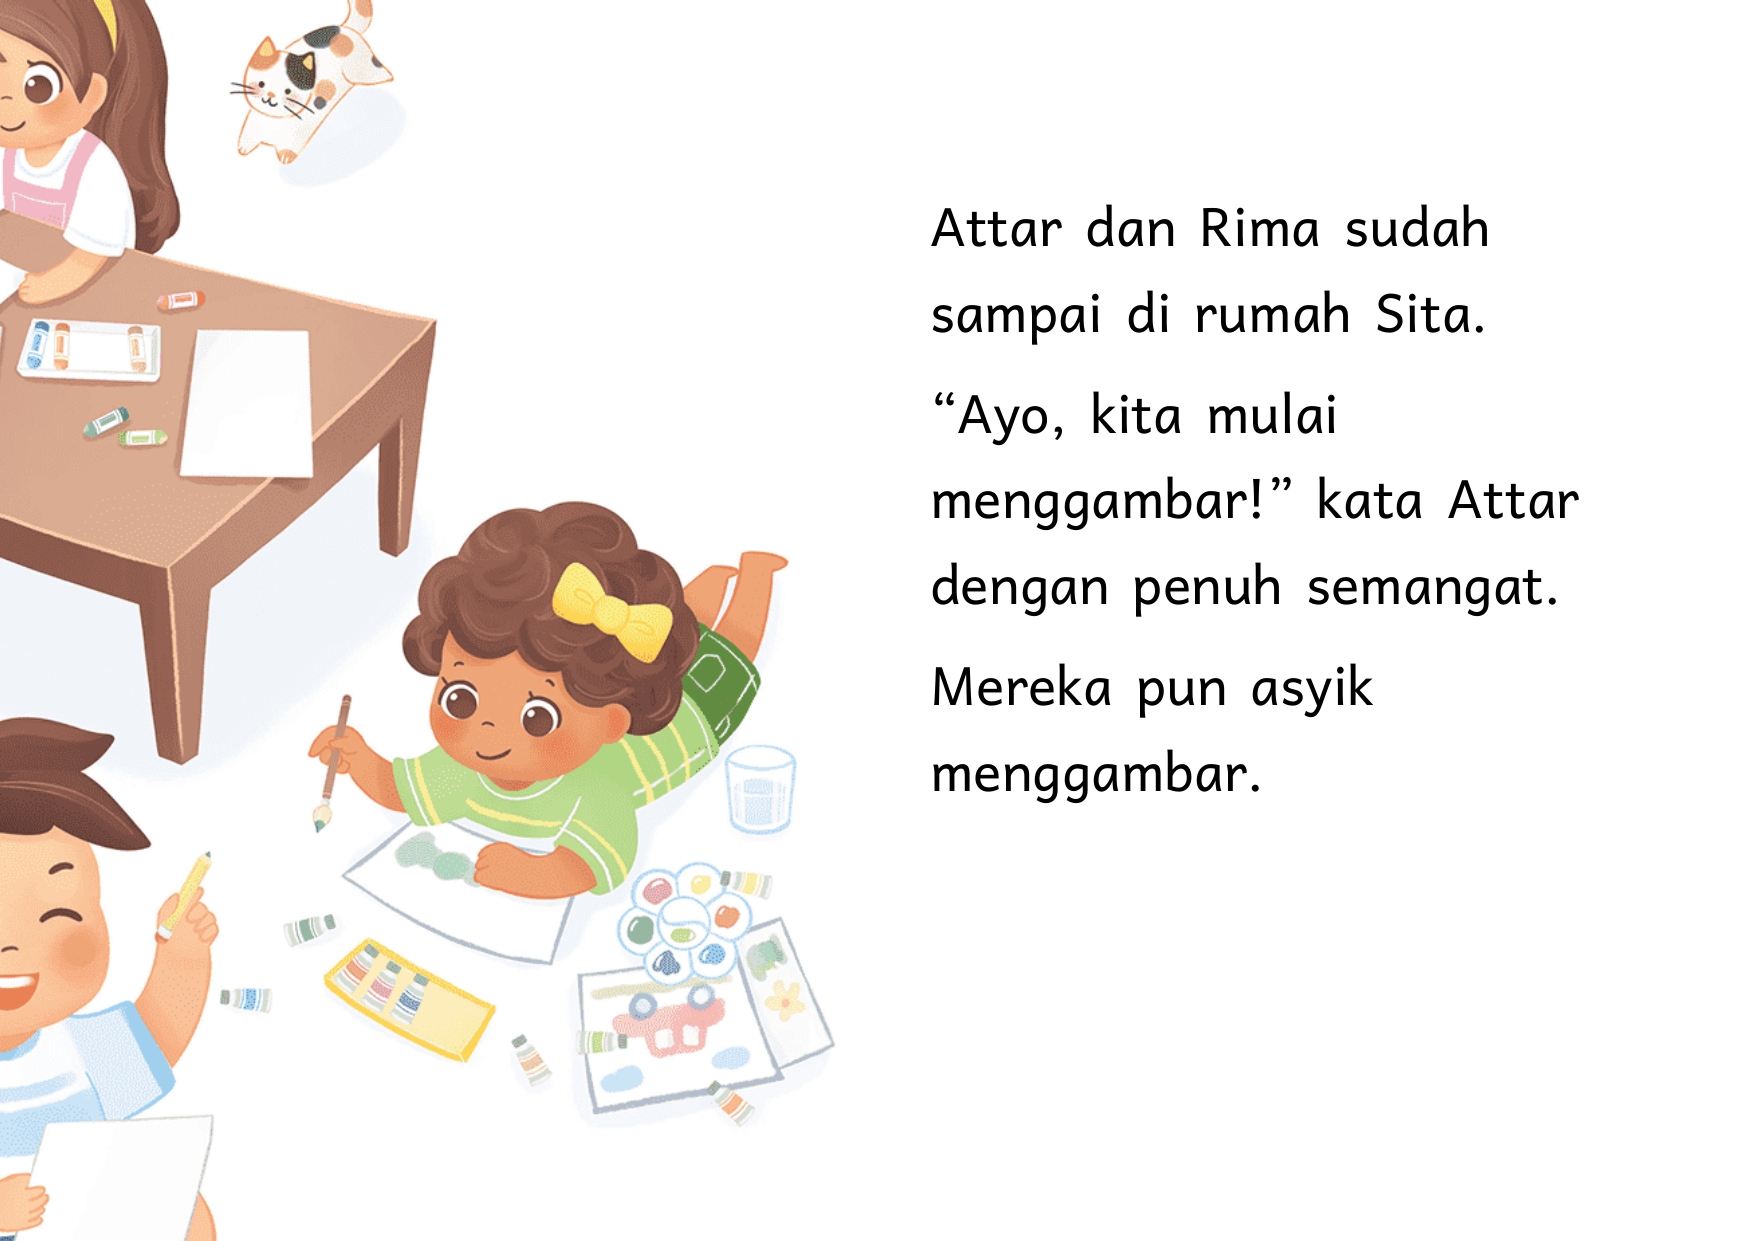 Attar dan Rima sudah
sampai di rumah Sita.
“Ayo, kita mulai
menggambar!” kata Attar
dengan penuh semangat.
Mereka pun asyik
menggambar.